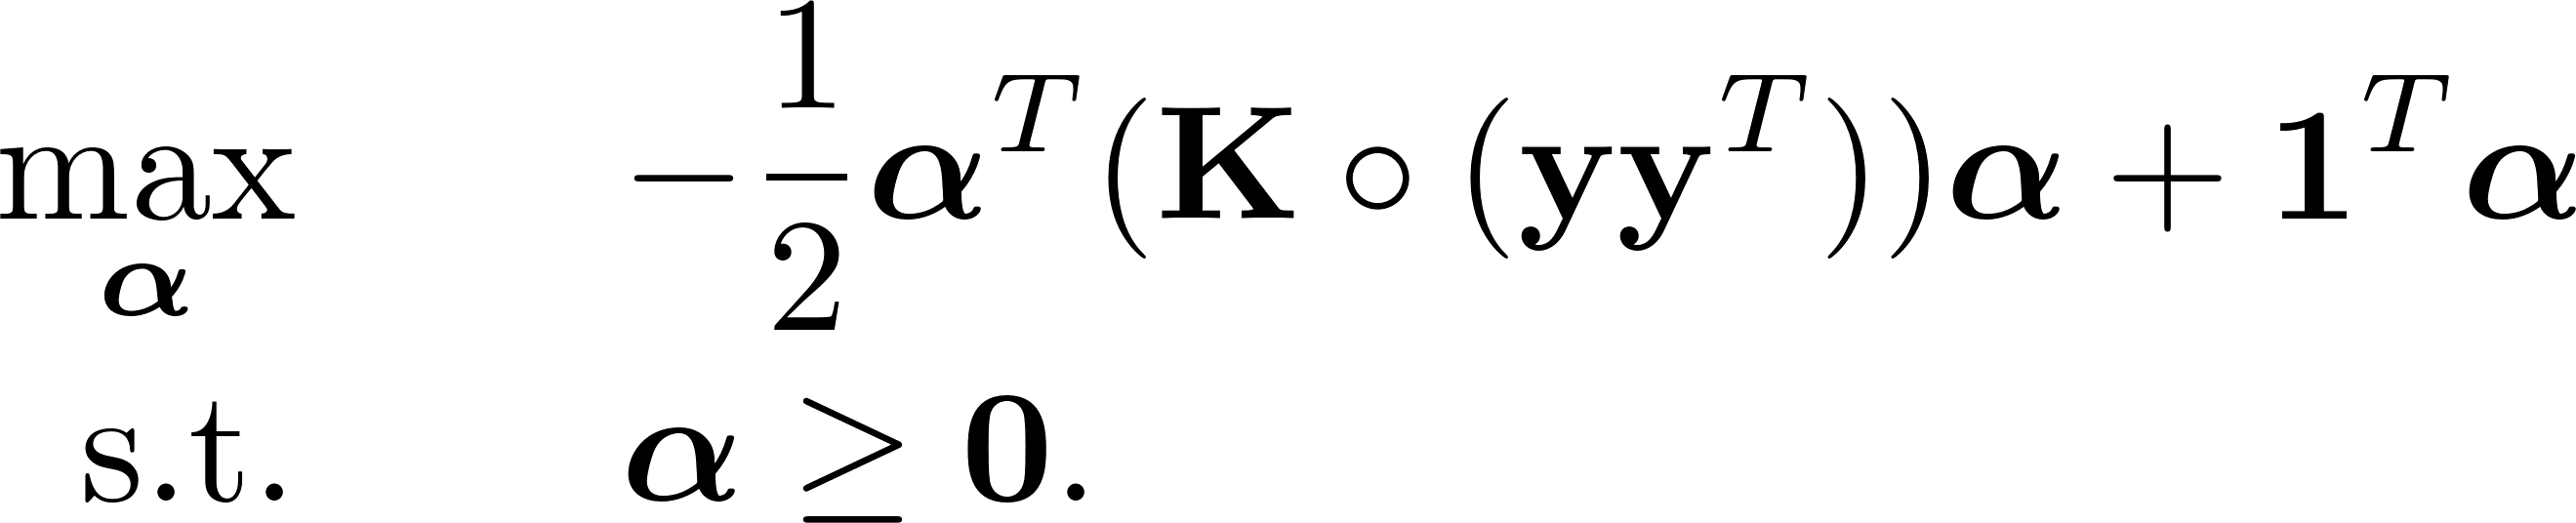 max_α −1/2 α^T (K ∘ (yy^T)) α + 1^T α
s.t. α ≥ 0.